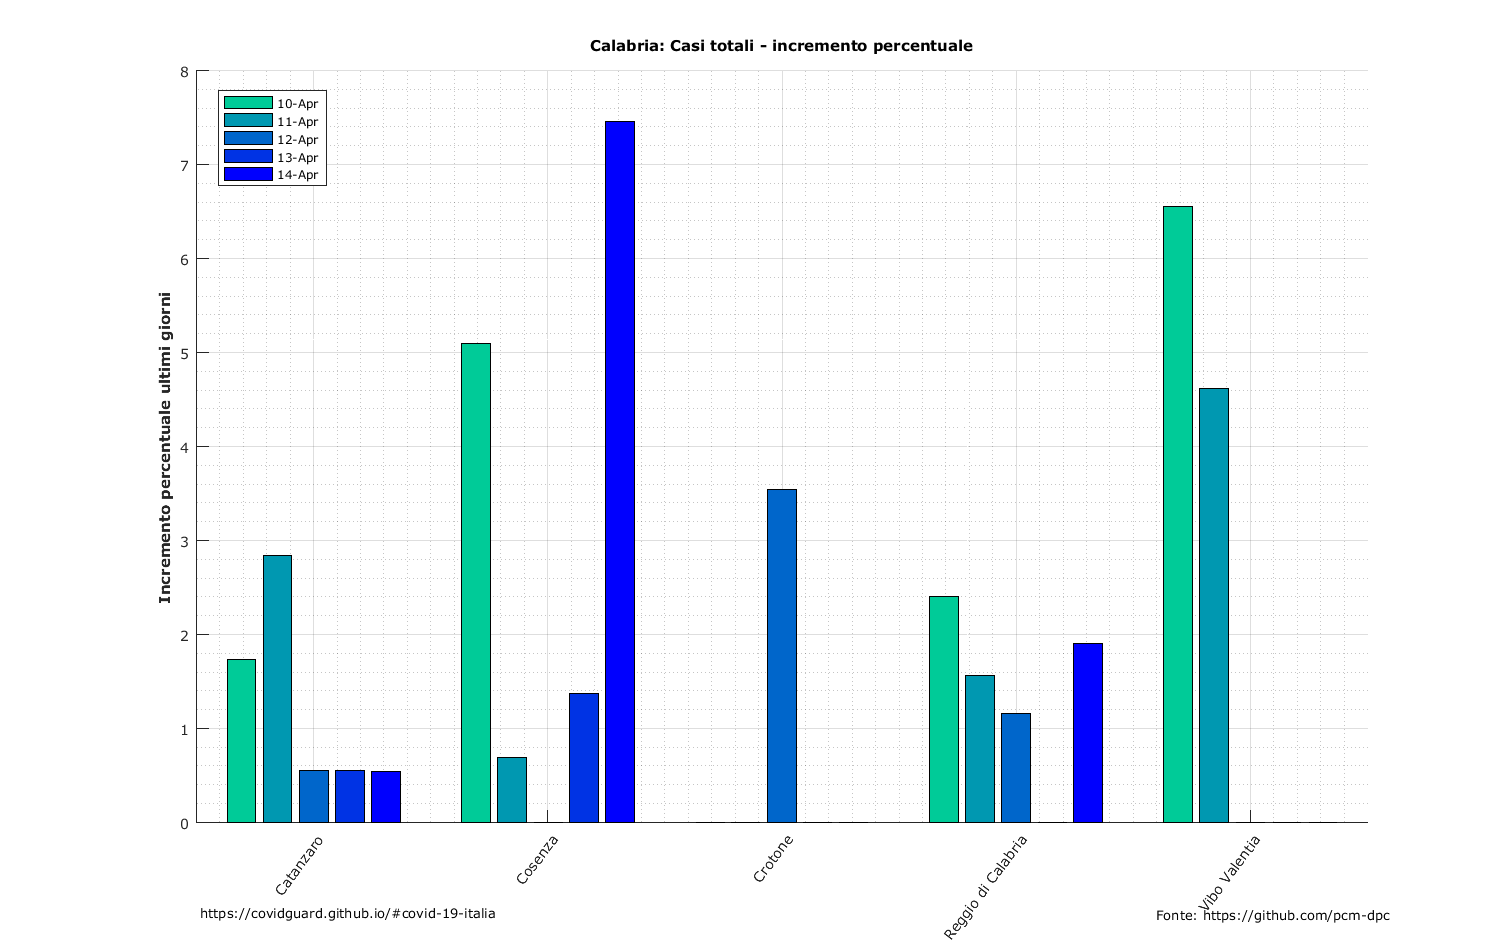 Calabria: Casi totali - incremento percentuale
8
7
6
5
4
3
2
1
0
10-Apr
11-Apr
12-Apr
13-Apr
14-Apr
Incremento percentuale ultimi giorni
Catanzaro
Cosenza
Crotone
Reggio di Calabria
Vibo Valentia
https://covidguard.github.io/#covid-19-italia
Fonte: https://github.com/pcm-dpc